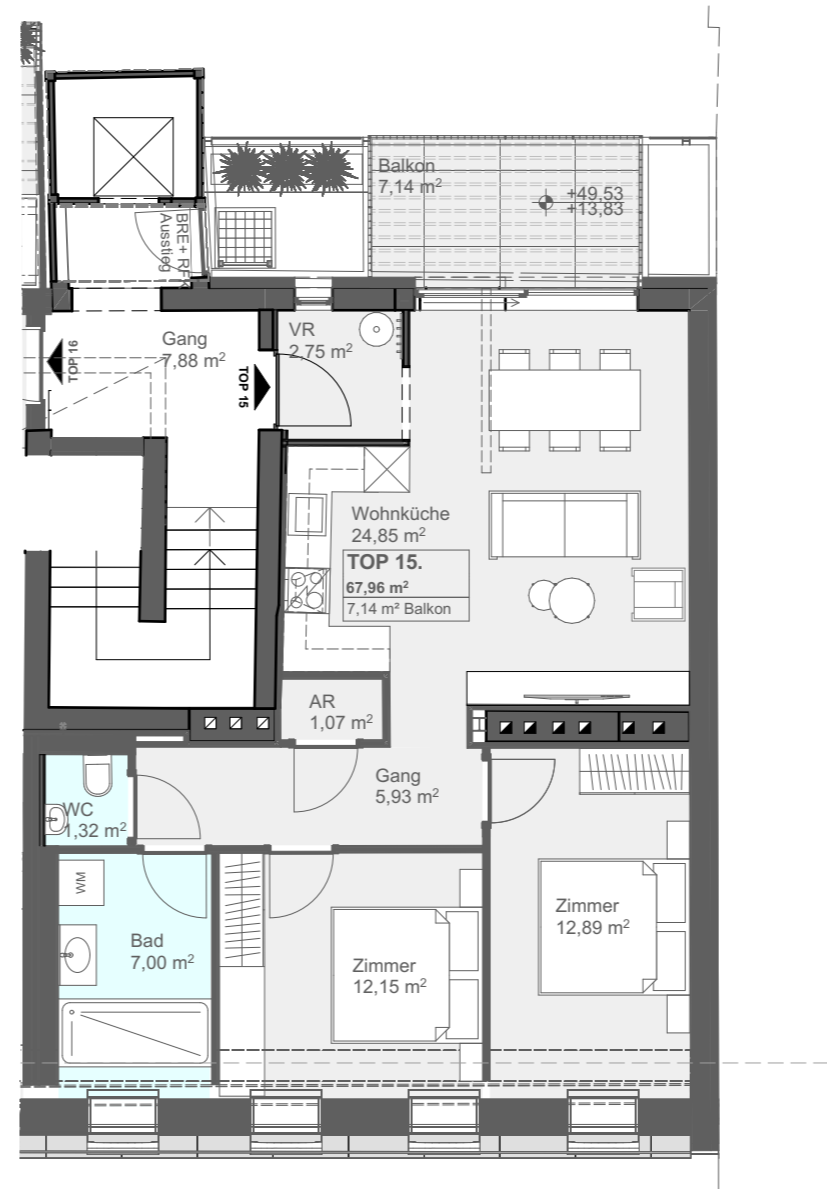 Balkon
7,14 m²
+49,53
+13,83
BRE+ RF
Ausstieg
Gang
7,88 m²
TOP 16
TOP 15
VR
2,75 m²
Wohnküche
24,85 m²
TOP 15.
67,96 m²
7,14 m² Balkon
AR
1,07 m²
Gang
5,93 m²
WC
1,32 m²
WM
Bad
7,00 m²
Zimmer
12,15 m²
Zimmer
12,89 m²